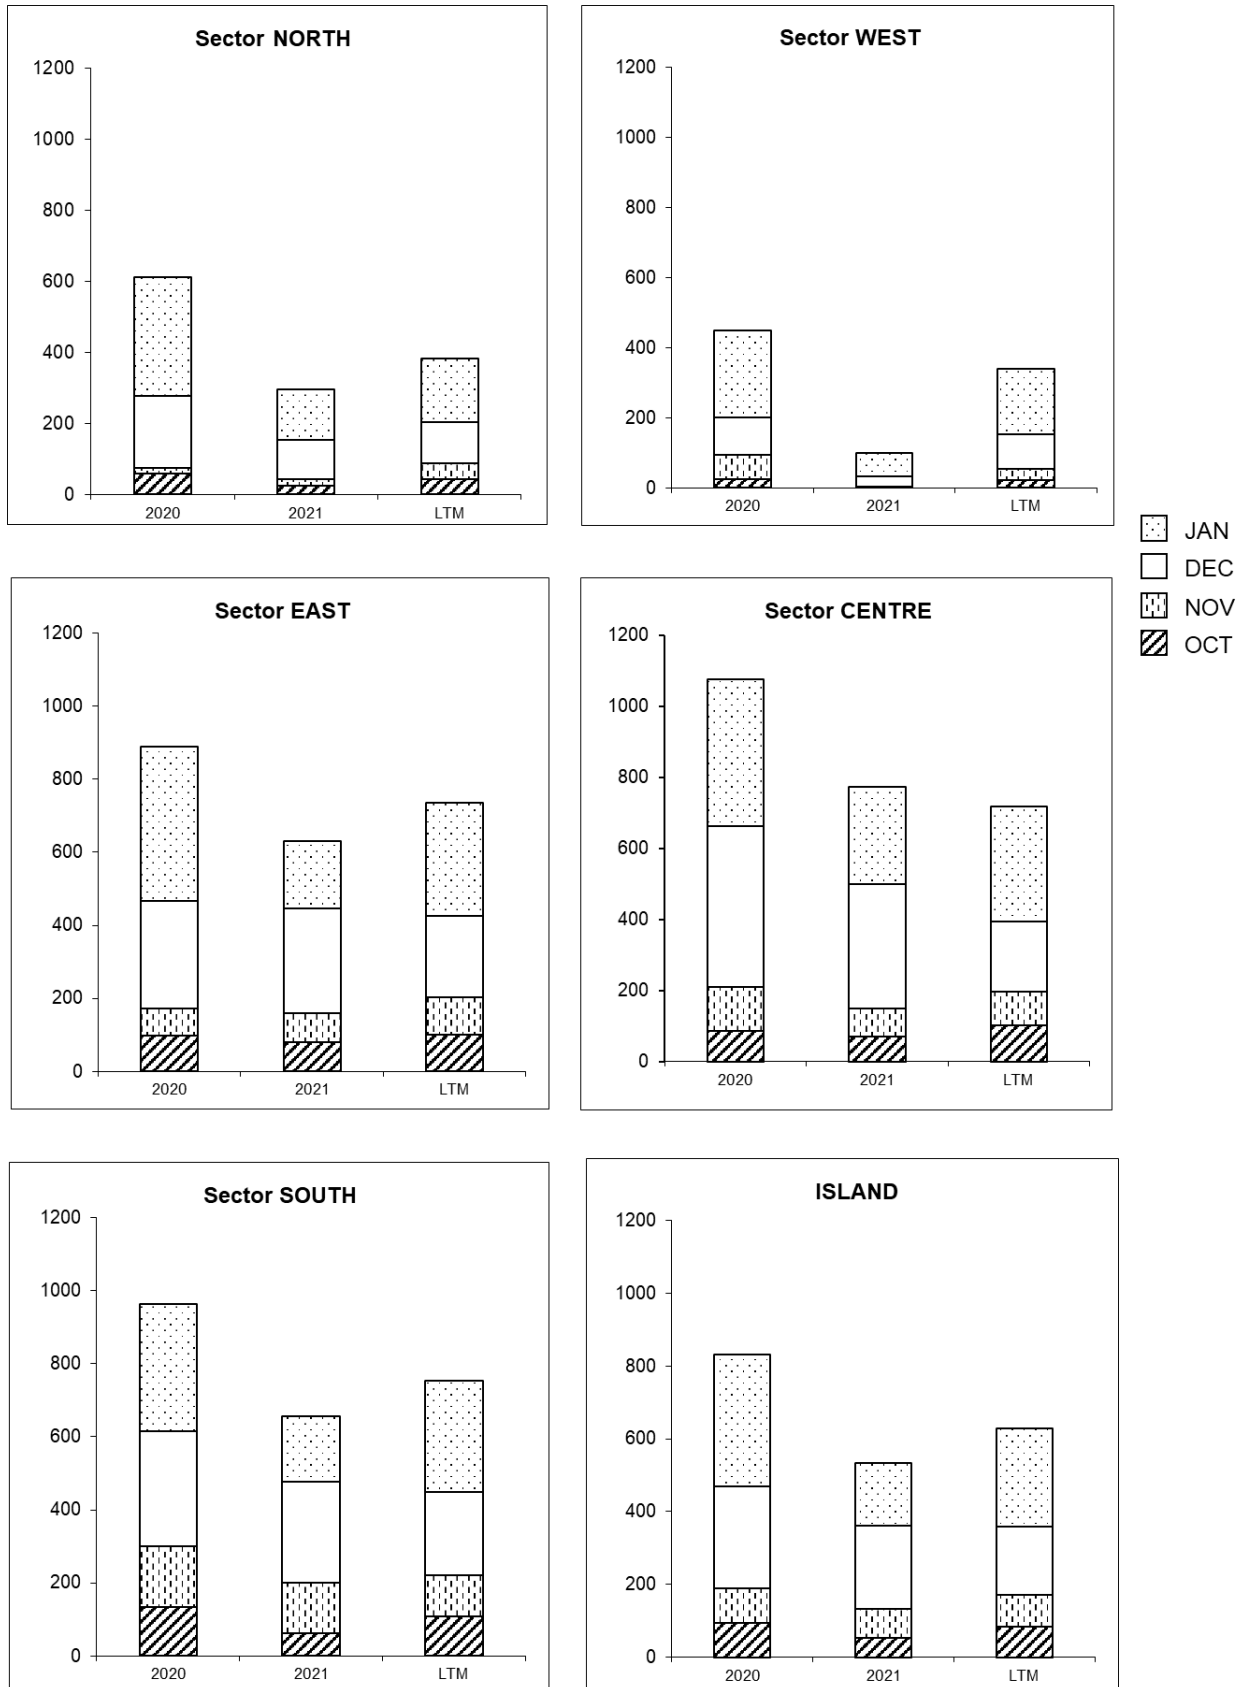 Sector NORTH
1200
1000
800
600
400
200
0
2020 2021 LTM
Sector WEST
1200
1000
800
600
400
200
0
2020 2021 LTM
JAN
DEC
NOV
OCT
Sector EAST
1200
1000
800
600
400
200
0
2020 2021 LTM
Sector CENTRE
1200
1000
800
600
400
200
0
2020 2021 LTM
Sector SOUTH
1200
1000
800
600
400
200
0
2020 2021 LTM
ISLAND
1200
1000
800
600
400
200
0
2020 2021 LTM